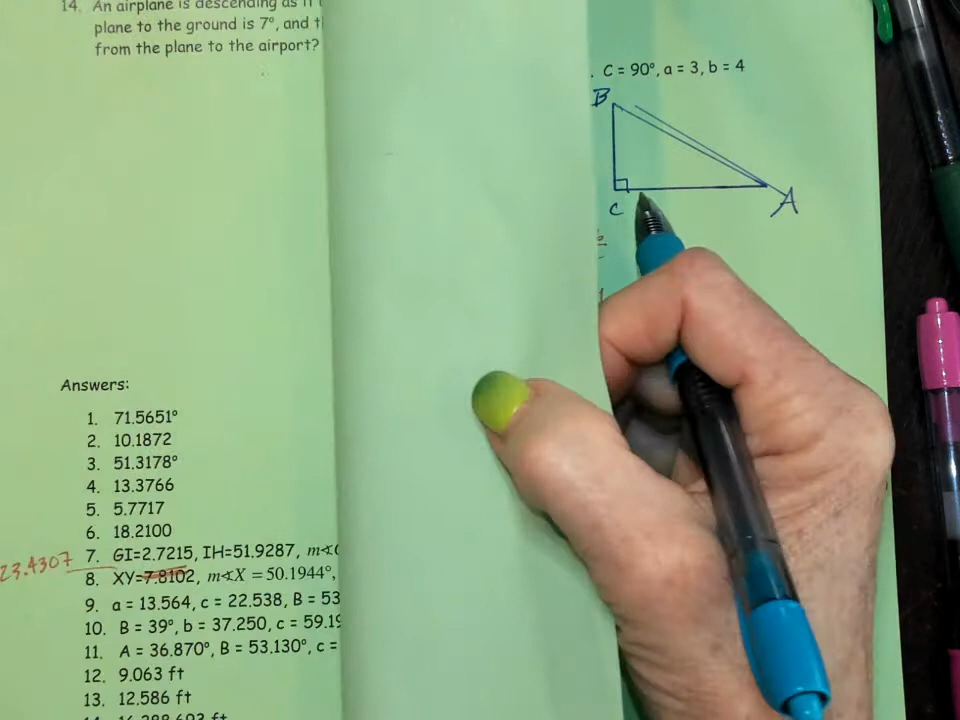 14. An airplane is descending as it
plane to the ground is 7°, and
from the plane to the airport?
. C = 90°, a = 3, b = 4
B
C
A
Answers:
1. 71.5651°
2. 10.1872
3. 51.3178°
4. 13.3766
5. 5.7717
6. 18.2100
23.4307
7. GI=2.7215, IH=51.9287, m∢
8. XY=7.8102, m∢X = 50.1944°,
9. a = 13.564, c = 22.538, B = 53
10. B = 39°, b = 37.250, c = 59.19
11. A = 36.870°, B = 53.130°, c =
12. 9.063 ft
13. 12.586 ft